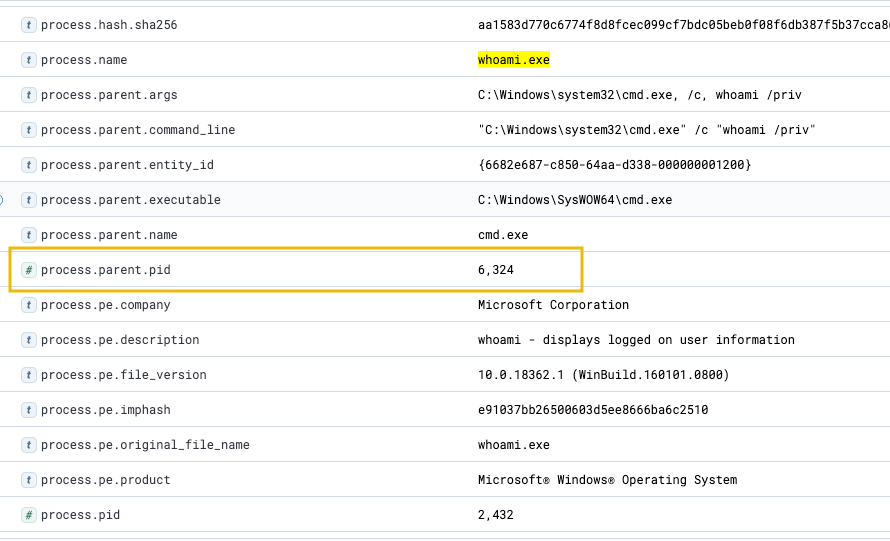 t process.hash.sha256 aa1583d770c6774f8d8fcec099cf7bdc05beb0f08f6db387f5b37cca8
t process.name whoami.exe
t process.parent.args C:\Windows\system32\cmd.exe, /c, whoami /priv
t process.parent.command_line "C:\Windows\system32\cmd.exe" /c "whoami /priv"
t process.parent.entity_id {6682e687-c850-64aa-d338-000000001200}
t process.parent.executable C:\Windows\SysWOW64\cmd.exe
t process.parent.name cmd.exe
# process.parent.pid 6,324
t process.pe.company Microsoft Corporation
t process.pe.description whoami - displays logged on user information
t process.pe.file_version 10.0.18362.1 (WinBuild.160101.0800)
t process.pe.imphash e91037bb26500603d5ee8666ba6c2510
t process.pe.original_file_name whoami.exe
t process.pe.product Microsoft® Windows® Operating System
# process.pid 2,432